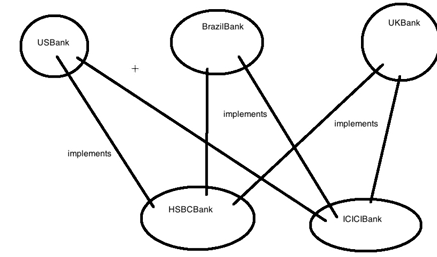 USBank
BrazilBank
UKBank
implements
implements
implements
HSBCBank
ICICIBank